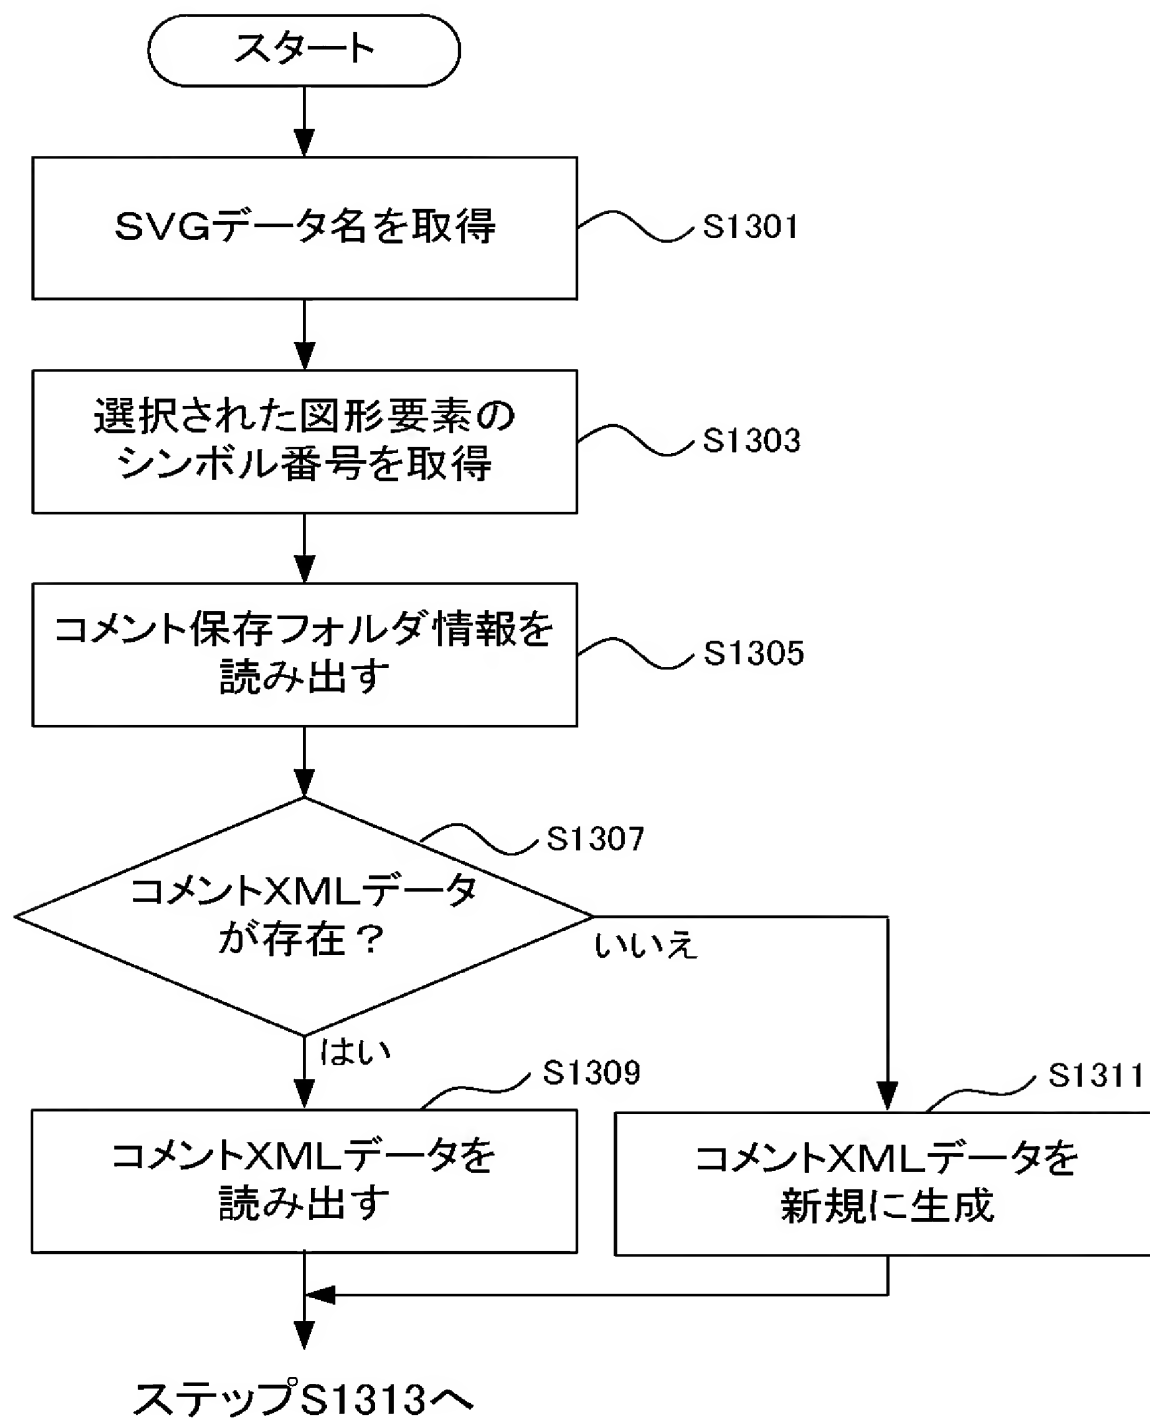 スタート
SVGデータ名を取得
S1301
選択された図形要素の
シンボル番号を取得
S1303
コメント保存フォルダ情報を
読み出す
S1305
S1307
コメントXMLデータ
が存在？
いいえ
はい
S1309
S1311
コメントXMLデータを
読み出す
コメントXMLデータを
新規に生成
ステップS1313へ